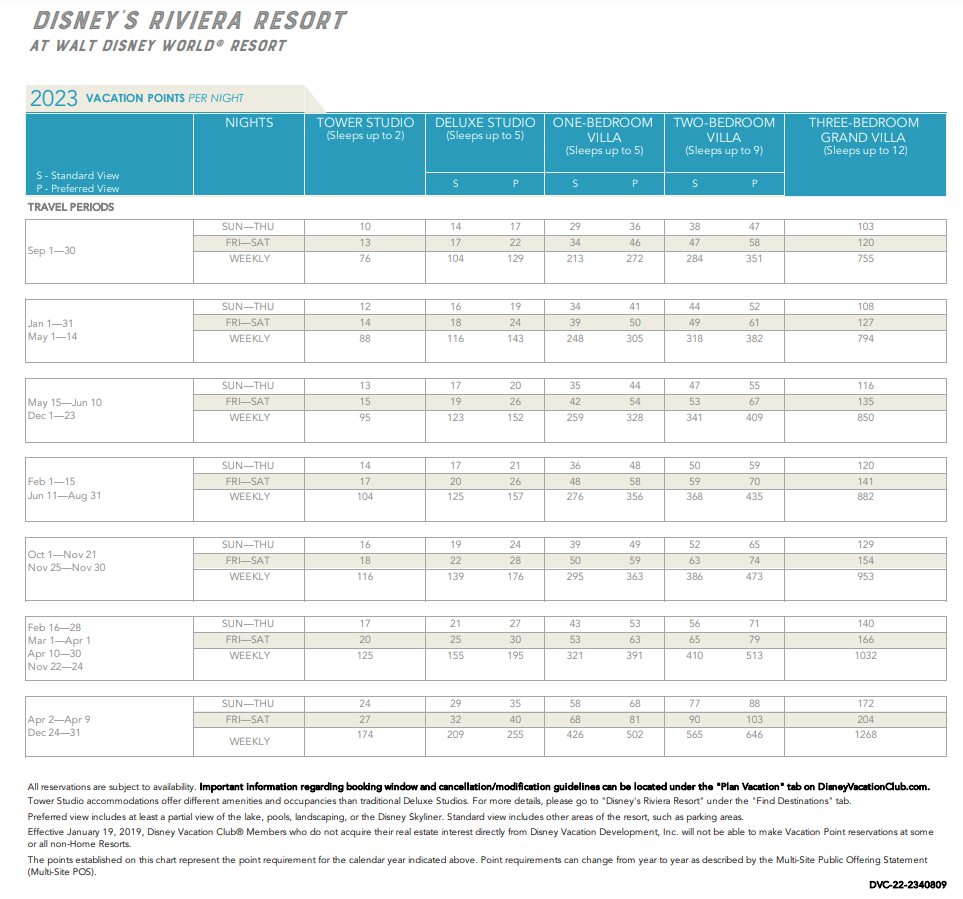 DISNEY'S RIVIERA RESORT
AT WALT DISNEY WORLD® RESORT
2023 VACATION POINTS PER NIGHT
NIGHTS TOWER STUDIO DELUXE STUDIO ONE-BEDROOM TWO-BEDROOM THREE-BEDROOM
(Sleeps up to 2) (Sleeps up to 5) VILLA VILLA GRAND VILLA
(Sleeps up to 5) (Sleeps up to 9) (Sleeps up to 12)
S - Standard View
P - Preferred View
S P S P S P
TRAVEL PERIODS
Sep 1—30
SUN—THU 10 14 17 29 36 38 47 103
FRI—SAT 13 17 22 34 46 47 58 120
WEEKLY 76 104 129 213 272 284 351 755
Jan 1—31
May 1—14
SUN—THU 12 16 19 34 41 44 52 108
FRI—SAT 14 18 24 39 50 49 61 127
WEEKLY 88 116 143 248 305 318 382 794
May 15—Jun 10
Dec 1—23
SUN—THU 13 17 20 35 44 47 55 116
FRI—SAT 15 19 26 42 54 53 67 135
WEEKLY 95 123 152 259 328 341 409 850
Feb 1—15
Jun 11—Aug 31
SUN—THU 14 17 21 36 48 50 59 120
FRI—SAT 17 20 26 48 58 59 70 141
WEEKLY 104 125 157 276 356 368 435 882
Oct 1—Nov 21
Nov 25—Nov 30
SUN—THU 16 19 24 39 49 52 65 129
FRI—SAT 18 22 28 50 59 63 74 154
WEEKLY 116 139 176 295 363 386 473 953
Feb 16—28
Mar 1—Apr 1
Apr 10—30
Nov 22—24
SUN—THU 17 21 27 43 53 56 71 140
FRI—SAT 20 25 30 53 63 65 79 166
WEEKLY 125 155 195 321 391 410 513 1032
Apr 2—Apr 9
Dec 24—31
SUN—THU 24 29 35 58 68 77 88 172
FRI—SAT 27 32 40 68 81 90 103 204
WEEKLY 174 209 255 426 502 565 646 1268
All reservations are subject to availability. Important information regarding booking window and cancellation/modification guidelines can be located under the "Plan Vacation" tab on DisneyVacationClub.com.
Tower Studio accommodations offer different amenities and occupancies than traditional Deluxe Studios. For more details, please go to "Disney's Riviera Resort" under the "Find Destinations" tab.
Preferred view includes at least a partial view of the lake, pools, landscaping, or the Disney Skyliner. Standard view includes other areas of the resort, such as parking areas.
Effective January 19, 2019, Disney Vacation Club® Members who do not acquire their real estate interest directly from Disney Vacation Development, Inc. will not be able to make Vacation Point reservations at some
or all non-Home Resorts.
The points established on this chart represent the point requirement for the calendar year indicated above. Point requirements can change from year to year as described by the Multi-Site Public Offering Statement
(Multi-Site POS).
DVC-22-2340809